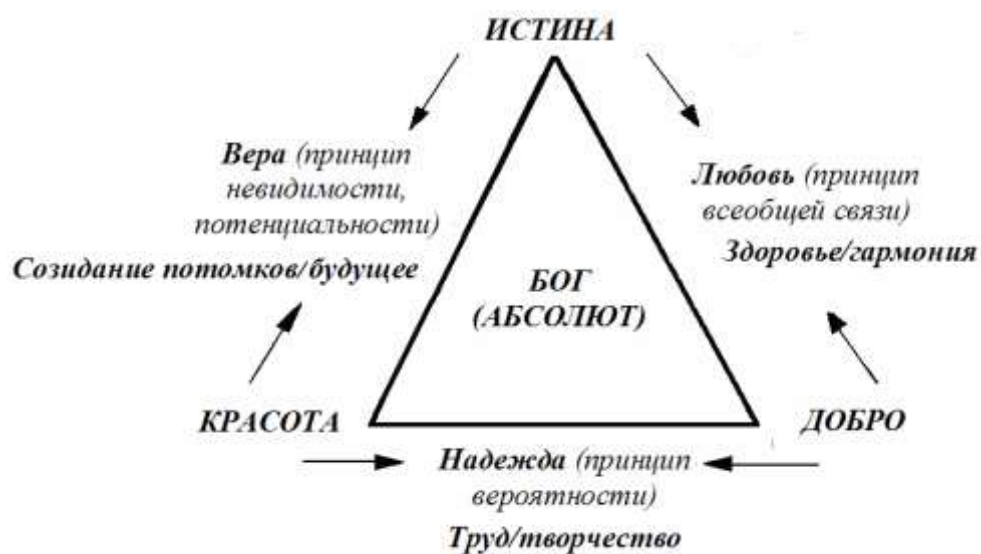 ИСТИНА
Вера (принцип
невидимости,
потенциальности)
Созидание потомков/будущее
Любовь (принцип
всеобщей связи)
Здоровье/гармония
БОГ
(АБСОЛЮТ)
КРАСОТА
ДОБРО
Надежда (принцип
вероятности)
Труд/творчество